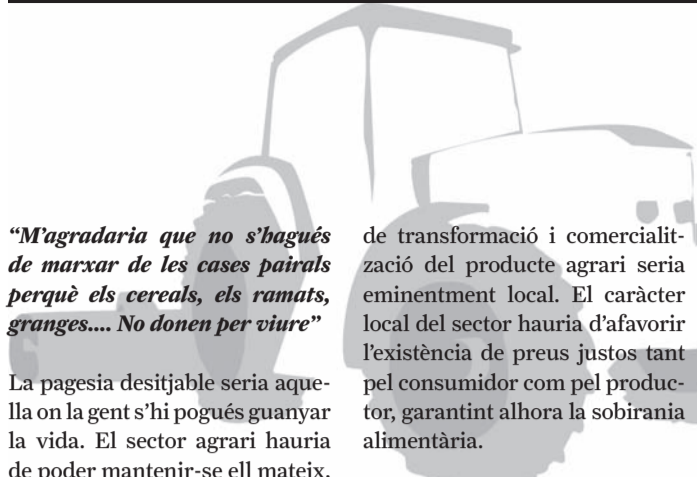 “M’agradaria que no s’hagués
de marxar de les cases pairals
perquè els cereals, els ramats,
granges.... No donen per viure”
La pagesia desitjable seria aque-
lla on la gent s’hi pogués guanyar
la vida. El sector agrari hauria
de poder mantenir-se ell mateix,
de transformació i comercialit-
zació del producte agrari seria
eminentment local. El caràcter
local del sector hauria d’afavorir
l’existència de preus justos tant
pel consumidor com pel produc-
tor, garantint alhora la sobirania
alimentària.